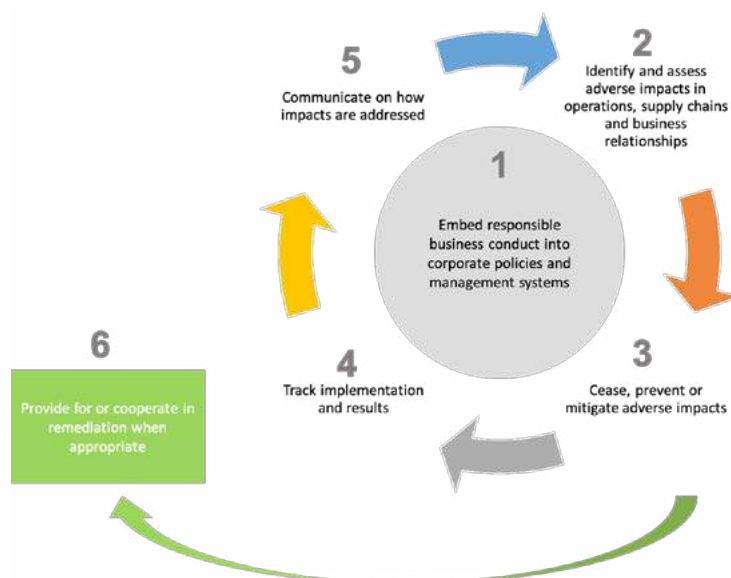 5
Communicate on how
impacts are addressed
2
Identify and assess
adverse impacts in
operations, supply chains
and business
relationships
1
Embed responsible
business conduct into
corporate policies and
management systems
6
Provide for or cooperate in
remediation when
appropriate
4
Track implementation
and results
3
Cease, prevent or
mitigate adverse impacts